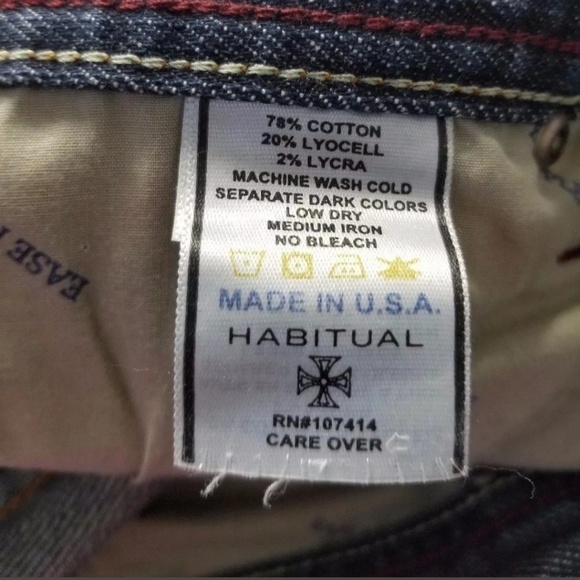 78% COTTON
20% LYOCELL
2% LYCRA
MACHINE WASH COLD
SEPARATE DARK COLORS
LOW DRY
MEDIUM IRON
NO BLEACH
MADE IN U.S.A.
HABITUAL
RN#107414
CARE OVER
EASE